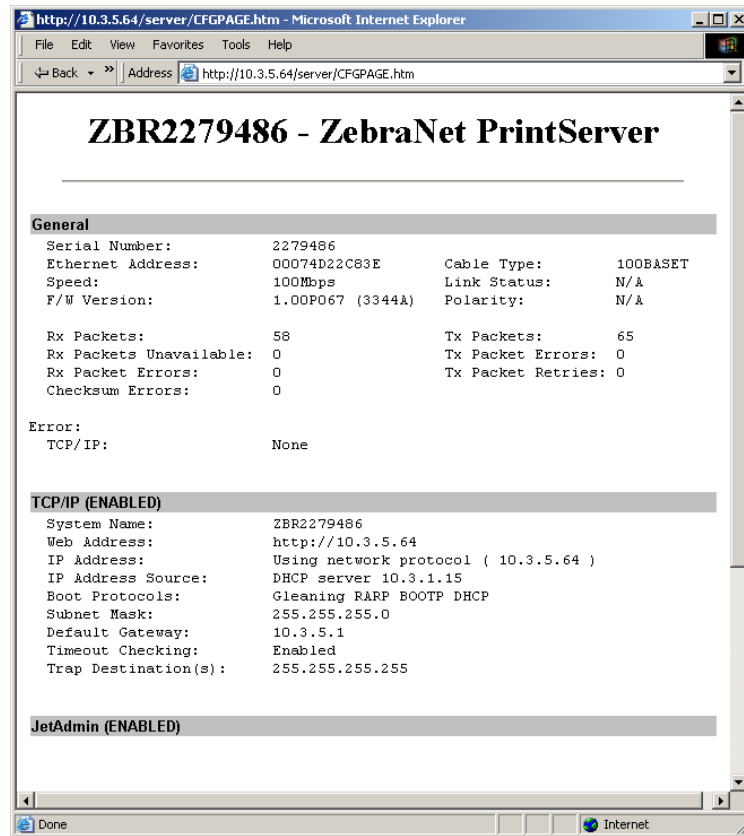 http://10.3.5.64/server/CFGPAGE.htm - Microsoft Internet Explorer
File Edit View Favorites Tools Help
Back » Address http://10.3.5.64/server/CFGPAGE.htm
ZBR2279486 - ZebraNet PrintServer
General
Serial Number: 2279486
Ethernet Address: 00074D22C83E Cable Type: 100BASET
Speed: 100Mbps Link Status: N/A
F/W Version: 1.00P067 (3344A) Polarity: N/A
Rx Packets: 58 Tx Packets: 65
Rx Packets Unavailable: 0 Tx Packet Errors: 0
Rx Packet Errors: 0 Tx Packet Retries: 0
Checksum Errors: 0
Error:
TCP/IP: None
TCP/IP (ENABLED)
System Name: ZBR2279486
Web Address: http://10.3.5.64
IP Address: Using network protocol ( 10.3.5.64 )
IP Address Source: DHCP server 10.3.1.15
Boot Protocols: Gleaning RARP BOOTP DHCP
Subnet Mask: 255.255.255.0
Default Gateway: 10.3.5.1
Timeout Checking: Enabled
Trap Destination(s): 255.255.255.255
JetAdmin (ENABLED)
Done Internet